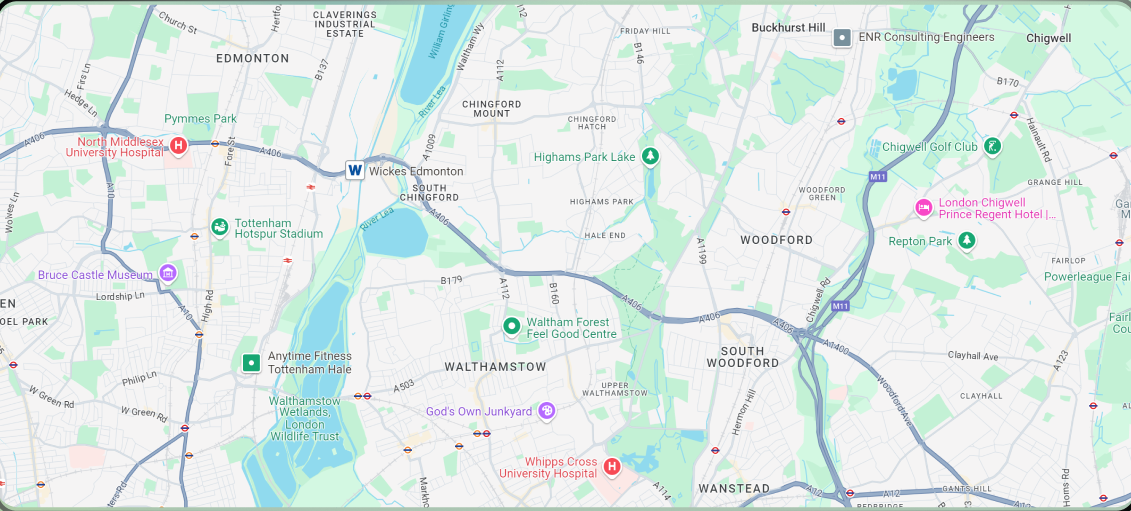 Church St
CLAVERINGS
INDUSTRIAL
ESTATE
William Girling
Waltham Wy
A112
FRIDAY HILL
B146
Buckhurst Hill
ENR Consulting Engineers
Chigwell
EDMONTON
B137
Firs Ln
Hedge Ln
River Lea
CHINGFORD
MOUNT
CHINGFORD
HATCH
B170
Hainault Rd
Pymmes Park
A406
North Middlesex
University Hospital
Fore St
A406
A1009
Highams Park Lake
Chigwell Golf Club
Wickes Edmonton
M11
GRANGE HILL
SOUTH
CHINGFORD
WOODFORD
GREEN
A10
Wolves Ln
HIGHAMS PARK
London Chigwell
Prince Regent Hotel |...
Tottenham
Hotspur Stadium
River Lea
A406
HALE END
A1199
WOODFORD
Repton Park
FAIRLOP
Bruce Castle Museum
B179
A112
B160
Powerleague Fai
Lordship Ln
High Rd
A10
A406
Chigwell Rd
M11
EN
OEL PARK
Waltham Forest
Feel Good Centre
A406
A406
A1400
SOUTH
WOODFORD
Clayhall Ave
A123
Anytime Fitness
Tottenham Hale
WALTHAMSTOW
Philip Ln
A503
UPPER
WALTHAMSTOW
Woodford Ave
W Green Rd
W Green Rd
Walthamstow
Wetlands,
London
Wildlife Trust
God's Own Junkyard
Hermon Hill
Whipps Cross
University Hospital
A114
WANSTEAD
A12
A12
GANTS HILL
CLAYHALL